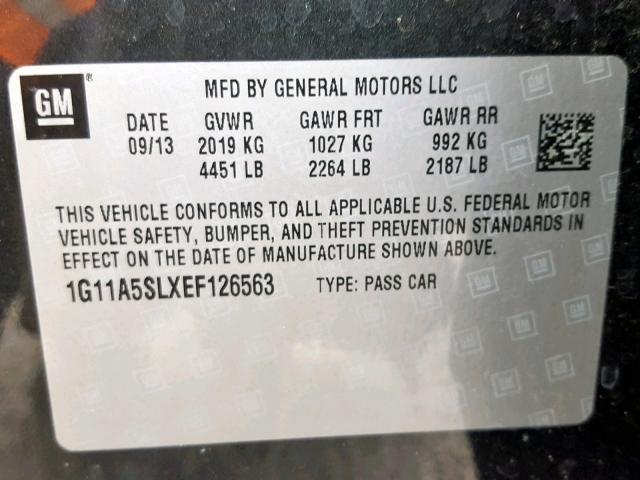 GM ® MFD BY GENERAL MOTORS LLC
DATE GVWR GAWR FRT GAWR RR
09/13 2019 KG 1027 KG 992 KG
4451 LB 2264 LB 2187 LB
THIS VEHICLE CONFORMS TO ALL APPLICABLE U.S. FEDERAL MOTOR
VEHICLE SAFETY, BUMPER, AND THEFT PREVENTION STANDARDS IN
EFFECT ON THE DATE OF MANUFACTURE SHOWN ABOVE.
1G11A5SLXEF126563 TYPE: PASS CAR